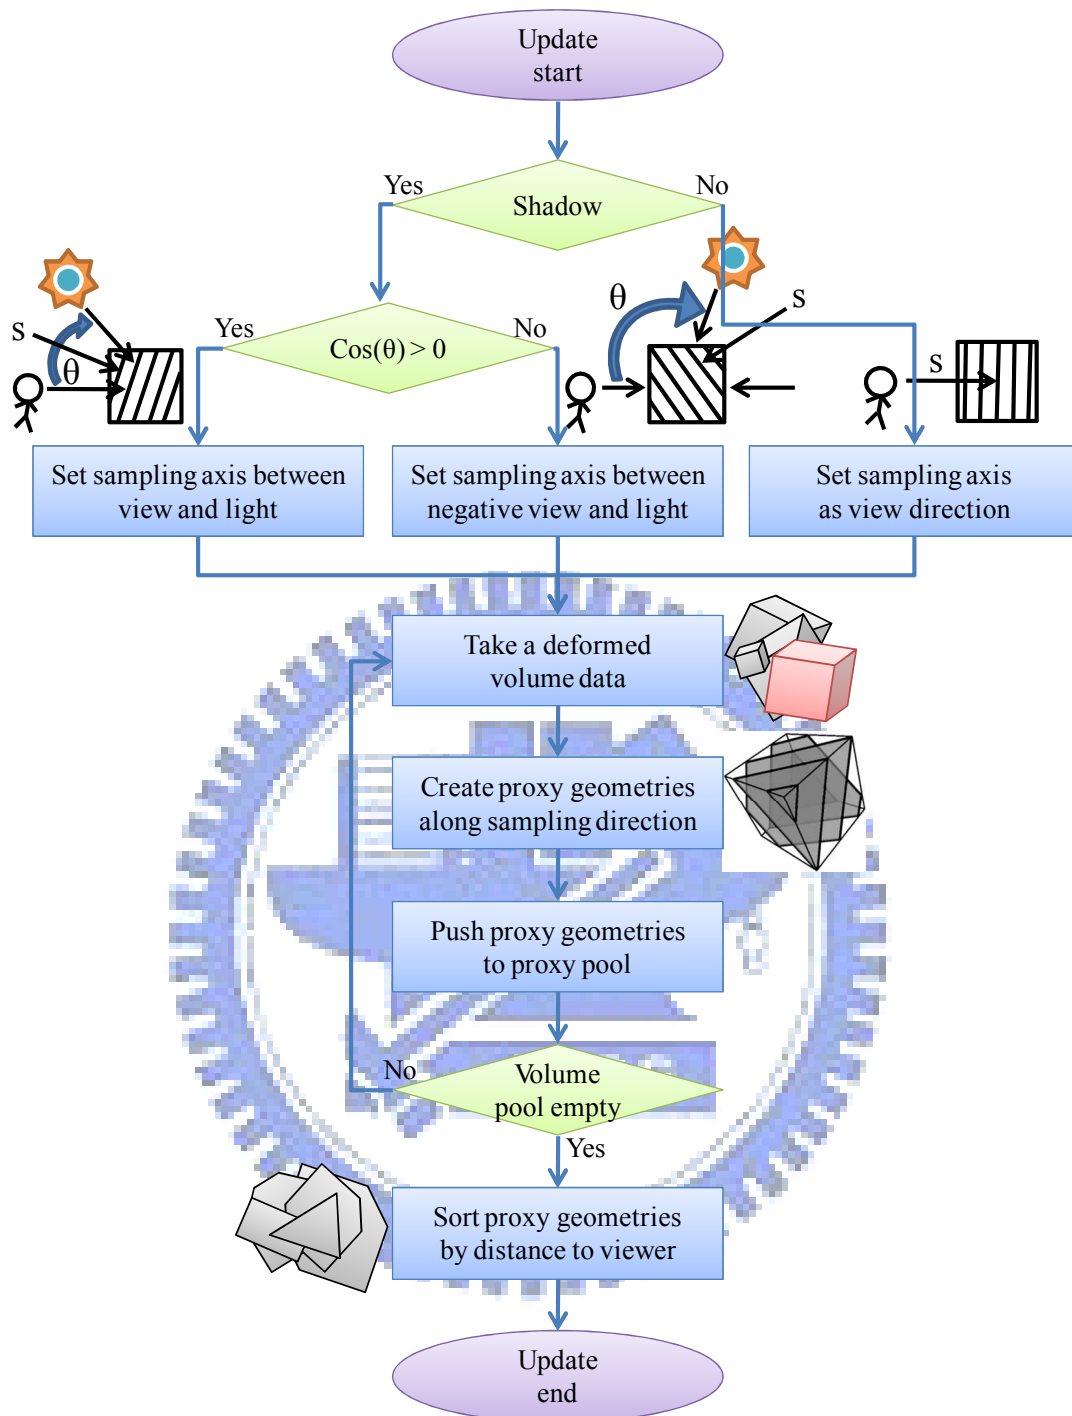 Update
start
Yes
No
Shadow
θ
s
s
Yes
No
Cos(θ) > 0
θ
s
Set sampling axis between
view and light
Set sampling axis between
negative view and light
Set sampling axis
as view direction
Take a deformed
volume data
Create proxy geometries
along sampling direction
Push proxy geometries
to proxy pool
No
Volume
pool empty
Yes
Sort proxy geometries
by distance to viewer
Update
end